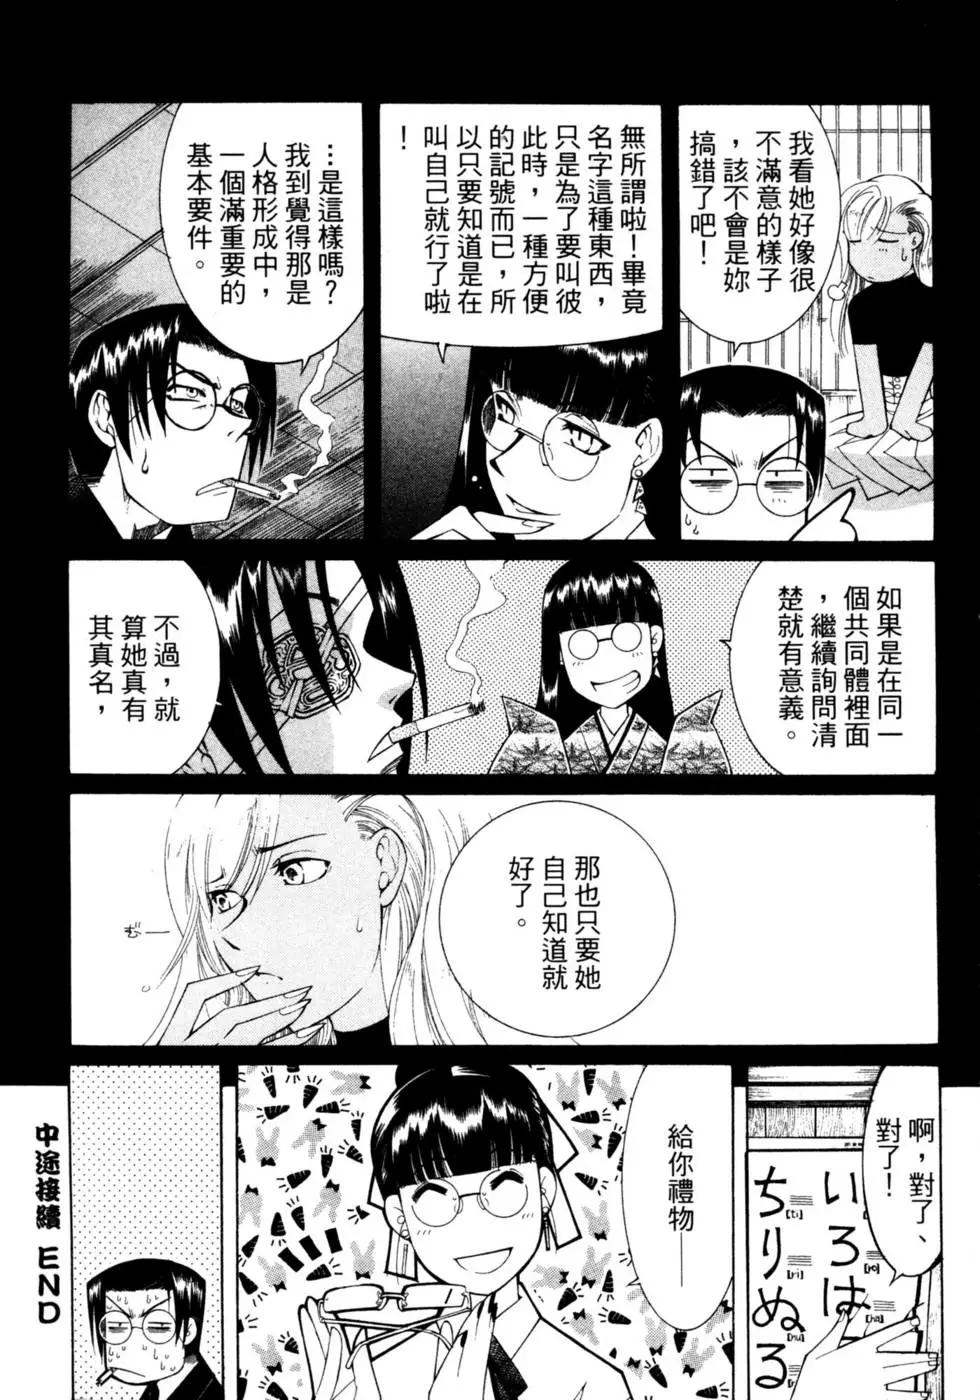 我看她好像很
不滿意的樣子
，該不會是妳
搞錯了吧！
無所謂啦！畢竟
名字這種東西，
只是為了要叫彼
此時，一種方便
的記號而已，所
以只要知道是在
叫自己就行了啦
！
…是這樣嗎？
我到覺得那是
人格形成中，
一個滿重要的
基本要件。
如果是在同一
個共同體裡面
，繼續詢問清
楚就有意義。
不過，就
算她真有
其真名，
那也只要她
自己知道就
好了。
むー
啊，對了、
對了！
いろは
[ro]
[ha]
ちりぬる
[ti]
[ri]
[nu]
給你禮物──
中途接續 END